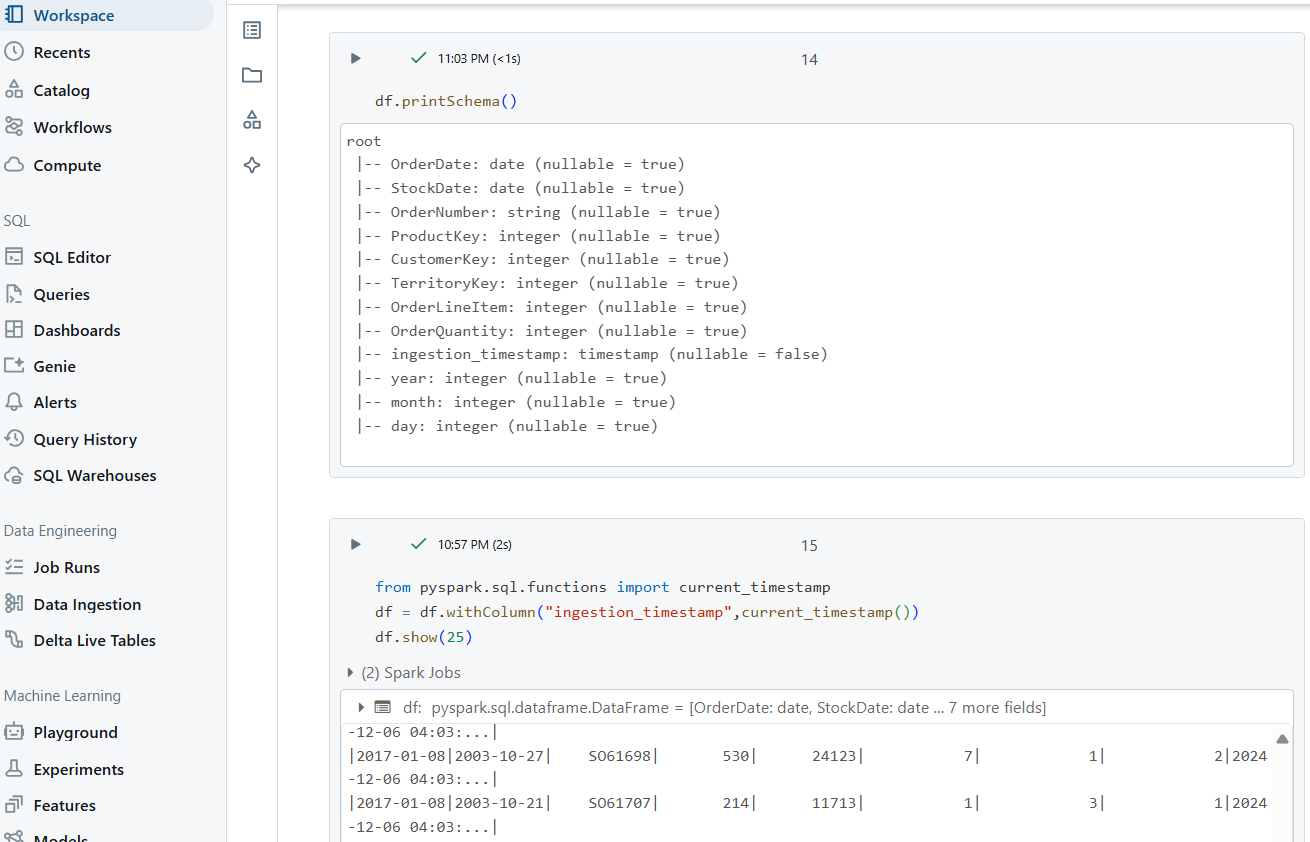 Workspace
Recents
Catalog
Workflows
Compute
SQL
SQL Editor
Queries
Dashboards
Genie
Alerts
Query History
SQL Warehouses
Data Engineering
Job Runs
Data Ingestion
Delta Live Tables
Machine Learning
Playground
Experiments
Features
Models
11:03 PM (<1s)
14
df.printSchema()
root
|-- OrderDate: date (nullable = true)
|-- StockDate: date (nullable = true)
|-- OrderNumber: string (nullable = true)
|-- ProductKey: integer (nullable = true)
|-- CustomerKey: integer (nullable = true)
|-- TerritoryKey: integer (nullable = true)
|-- OrderLineItem: integer (nullable = true)
|-- OrderQuantity: integer (nullable = true)
|-- ingestion_timestamp: timestamp (nullable = false)
|-- year: integer (nullable = true)
|-- month: integer (nullable = true)
|-- day: integer (nullable = true)
10:57 PM (2s)
15
from pyspark.sql.functions import current_timestamp
df = df.withColumn("ingestion_timestamp",current_timestamp())
df.show(25)
(2) Spark Jobs
df: pyspark.sql.dataframe.DataFrame = [OrderDate: date, StockDate: date ... 7 more fields]
-12-06 04:03:...|
|2017-01-08|2003-10-27| SO61698| 530| 24123| 7| 1| 2|2024
-12-06 04:03:...|
|2017-01-08|2003-10-21| SO61707| 214| 11713| 1| 3| 1|2024
-12-06 04:03:...|